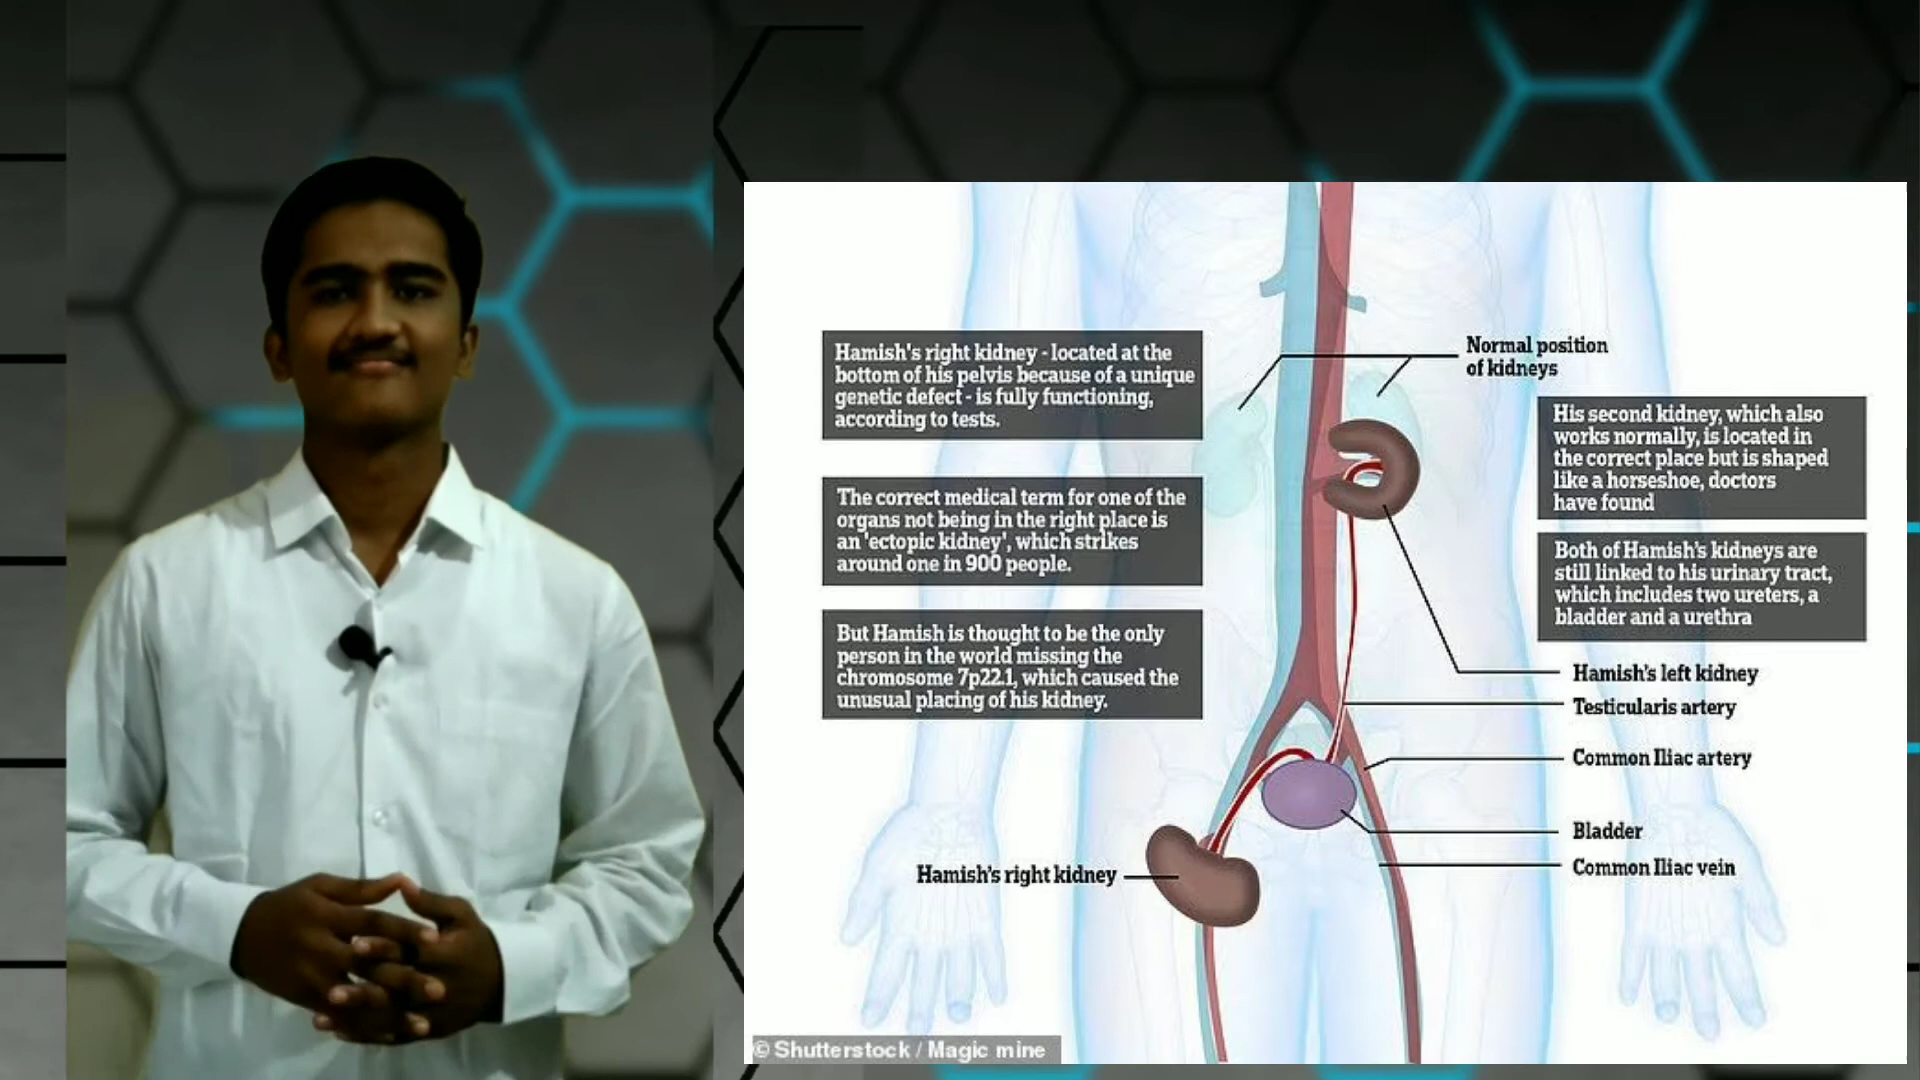 Hamish's right kidney - located at the
bottom of his pelvis because of a unique
genetic defect - is fully functioning,
according to tests.
The correct medical term for one of the
organs not being in the right place is
an 'ectopic kidney', which strikes
around one in 900 people.
But Hamish is thought to be the only
person in the world missing the
chromosome 7p22.1, which caused the
unusual placing of his kidney.
Hamish's right kidney
Normal position
of kidneys
His second kidney, which also
works normally, is located in
the correct place but is shaped
like a horseshoe, doctors
have found
Both of Hamish's kidneys are
still linked to his urinary tract,
which includes two ureters, a
bladder and a urethra
Hamish's left kidney
Testicularis artery
Common Iliac artery
Bladder
Common Iliac vein
© Shutterstock / Magic mine